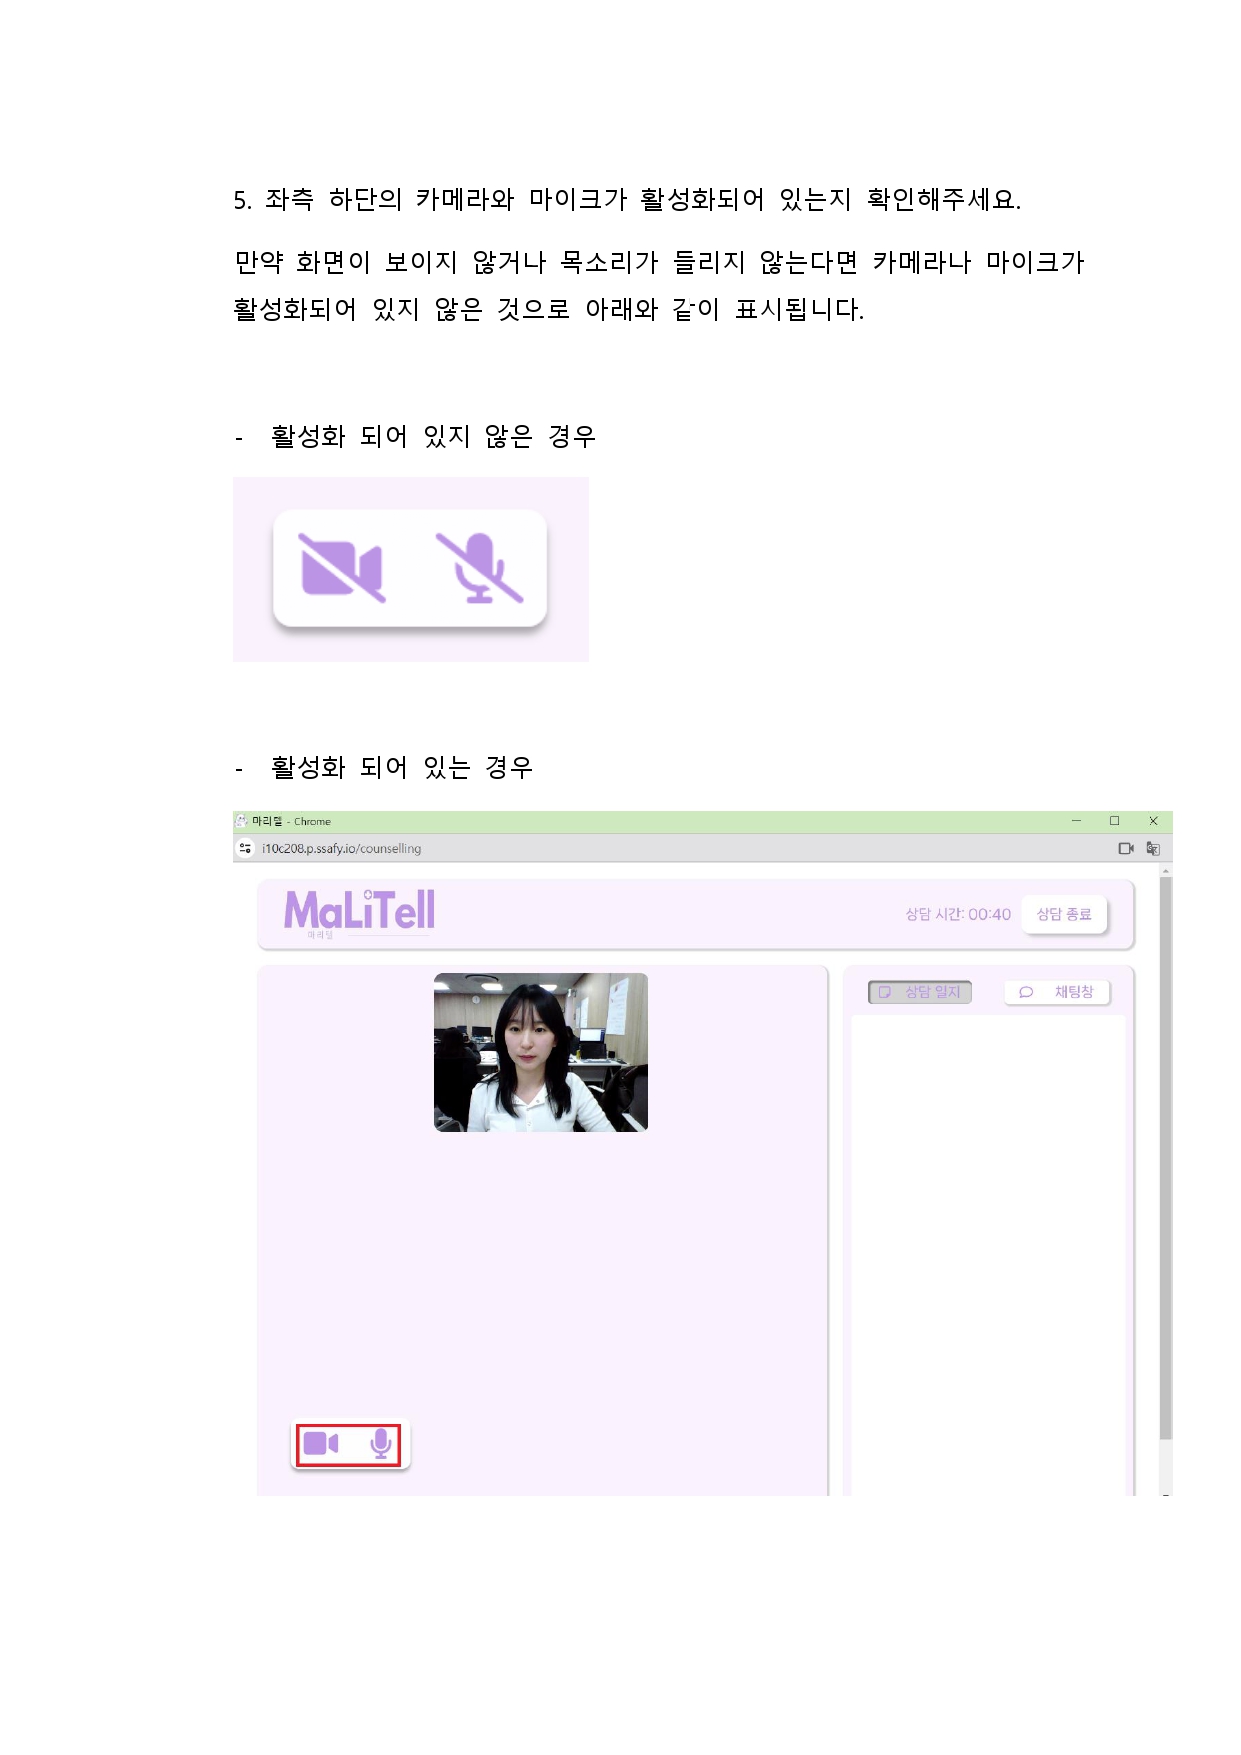 5. 좌측 하단의 카메라와 마이크가 활성화되어 있는지 확인해주세요.
만약 화면이 보이지 않거나 목소리가 들리지 않는다면 카메라나 마이크가
활성화되어 있지 않은 것으로 아래와 같이 표시됩니다.
- 활성화 되어 있지 않은 경우
- 활성화 되어 있는 경우
마리텔 - Chrome
i10c208.p.ssafy.io/counselling
MaLiTell
마리텔
상담 시간: 00:40
상담 종료
상담 일지
채팅창